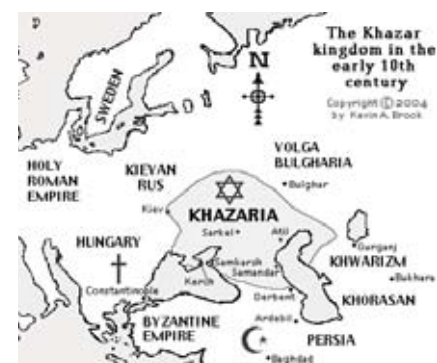 The Khazar
kingdom in the
early 10th
century
Copyright © 2004
by Kevin A. Brook
N
SWEDEN
HOLY
ROMAN
EMPIRE
KIEVAN
RUS
VOLGA
BULGHARIA
Bulghar
Kiev
KHAZARIA
Sarkel
Atil
HUNGARY
Samkarsh
Samandar
Kerch
Constantinople
Gurganj
KHWARIZM
Bukhara
KHORASAN
Derbent
BYZANTINE
EMPIRE
Ardabil
PERSIA
Baghdad